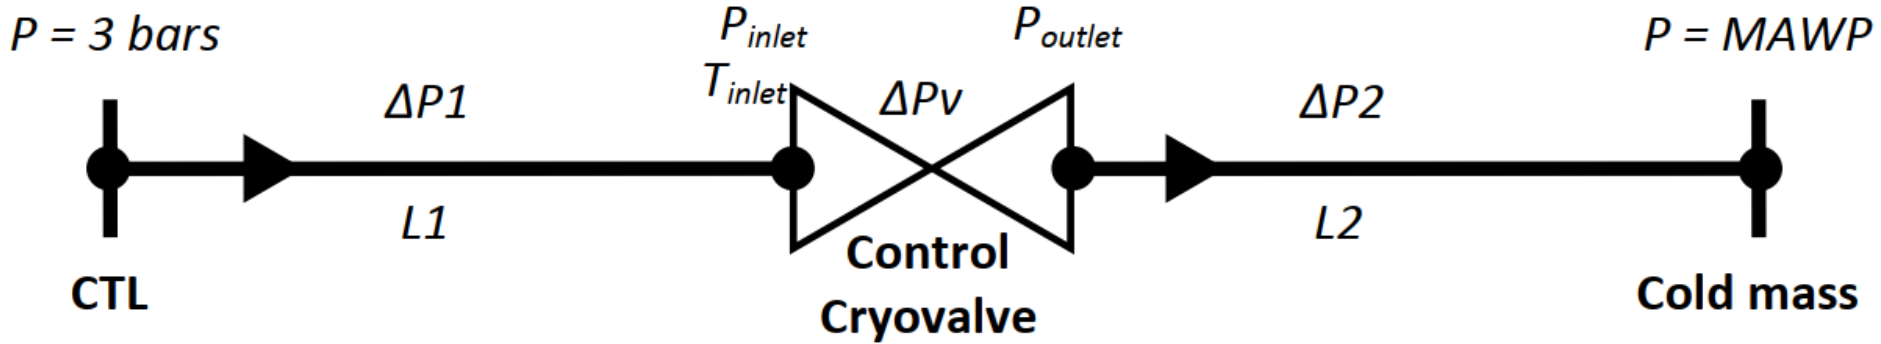 P = 3 bars
ΔP1
L1
CTL
P_inlet
T_inlet
ΔPv
P_outlet
Control
Cryovalve
ΔP2
L2
P = MAWP
Cold mass